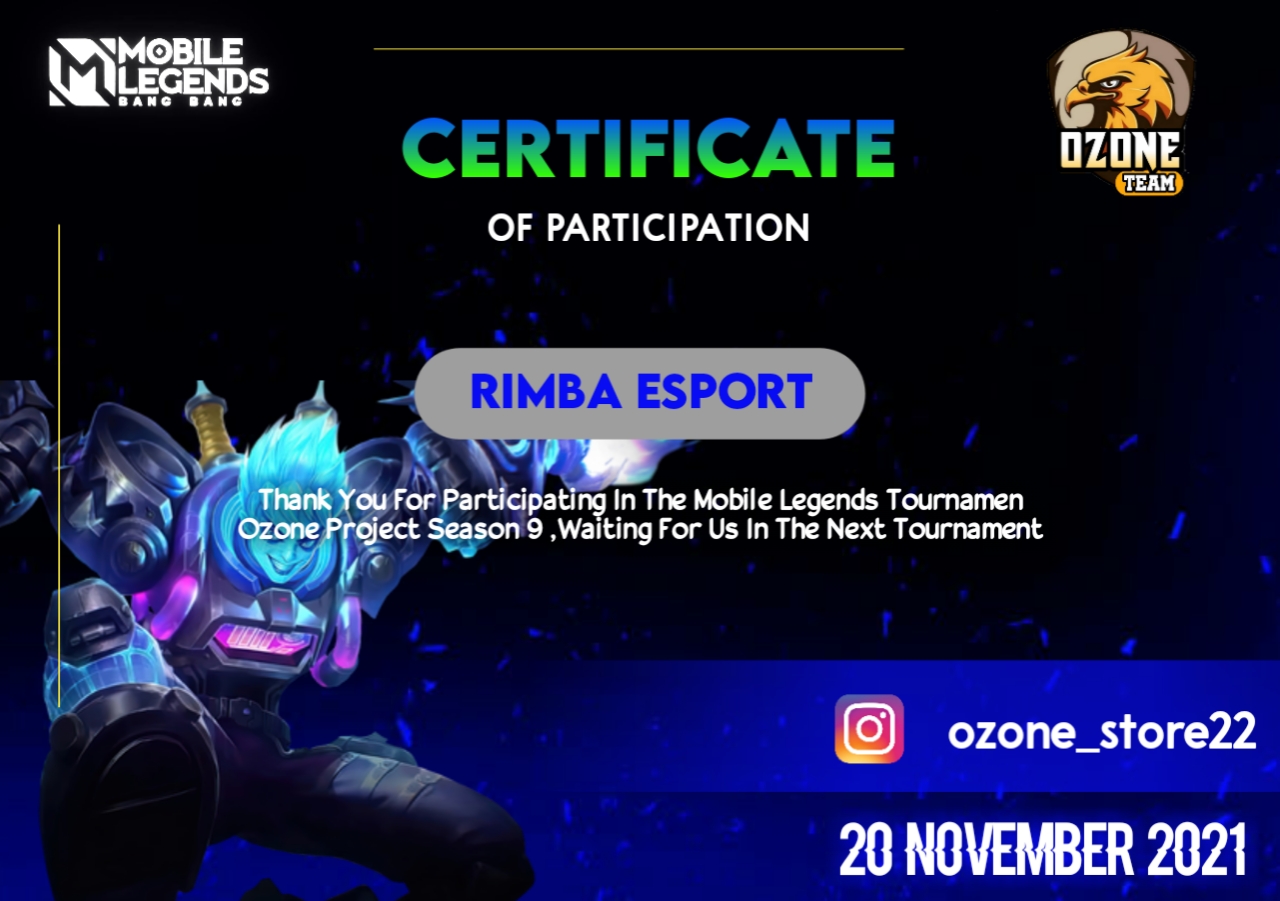 MOBILE
LEGENDS
BANG BANG
OZONE
TEAM
CERTIFICATE
OF PARTICIPATION
RIMBA ESPORT
Thank You For Participating In The Mobile Legends Tournamen
Ozone Project Season 9 ,Waiting For Us In The Next Tournament
ozone_store22
20 NOVEMBER 2021